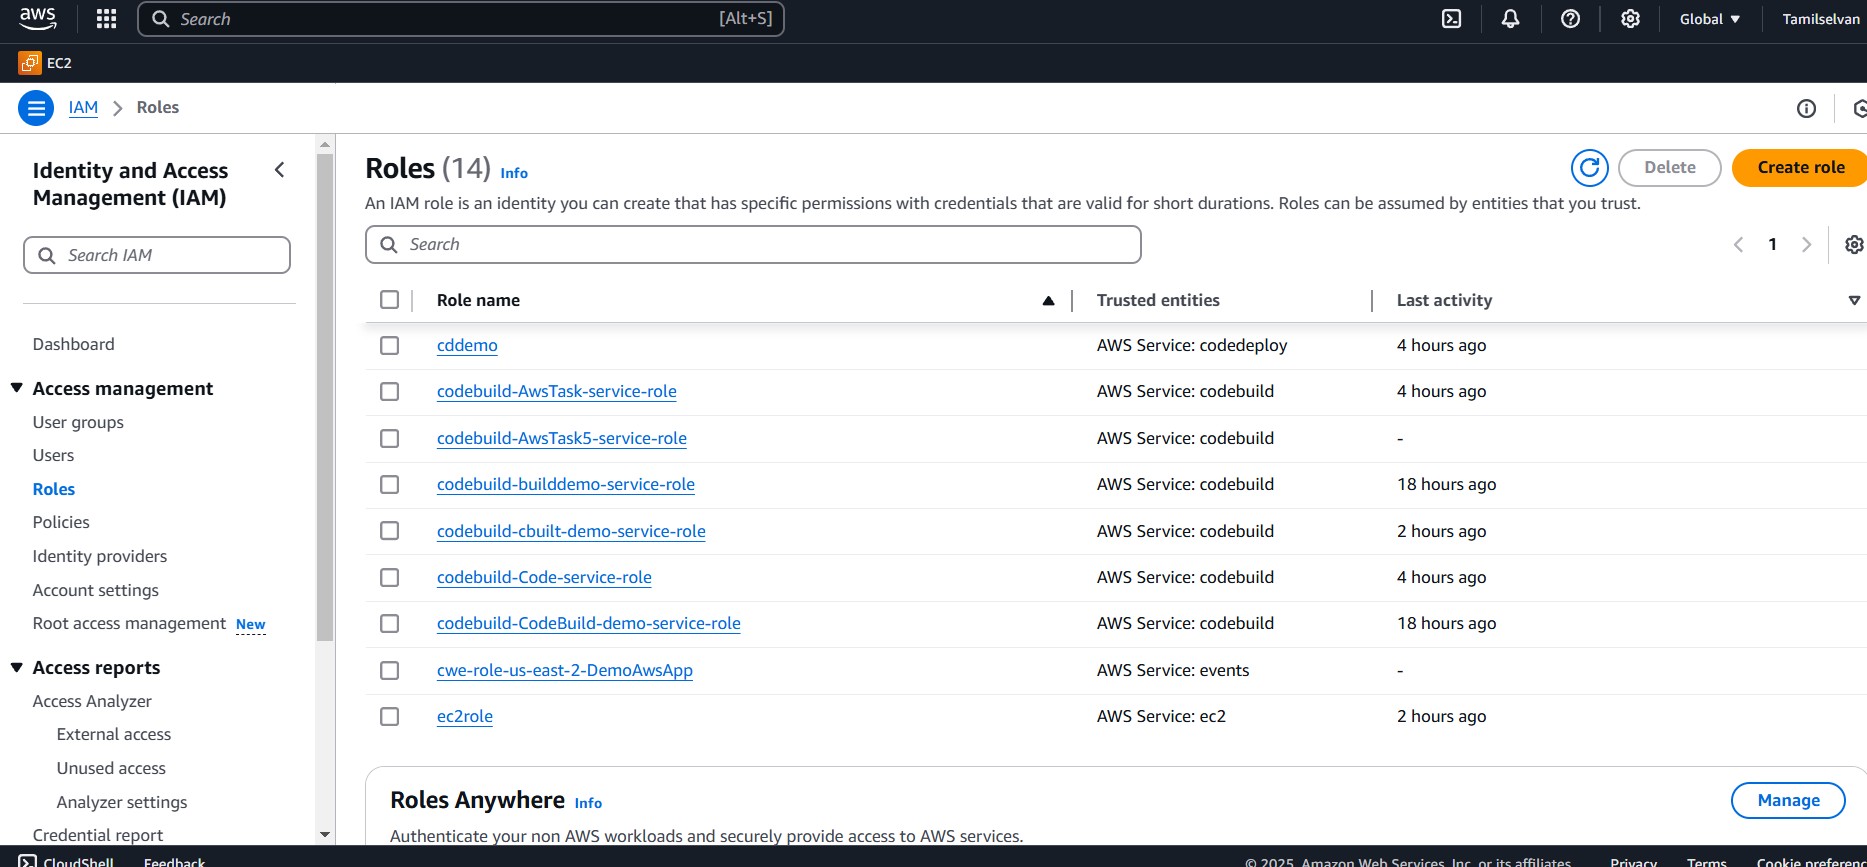 aws
Search [Alt+S]
Global ▼ Tamilselvan
EC2
IAM > Roles
Identity and Access Management (IAM)
Search IAM
Dashboard
Access management
User groups
Users
Roles
Policies
Identity providers
Account settings
Root access management New
Access reports
Access Analyzer
External access
Unused access
Analyzer settings
Credential report
Roles (14) Info
Delete
Create role
An IAM role is an identity you can create that has specific permissions with credentials that are valid for short durations. Roles can be assumed by entities that you trust.
Search
1
Role name Trusted entities Last activity
cddemo AWS Service: codedeploy 4 hours ago
codebuild-AwsTask-service-role AWS Service: codebuild 4 hours ago
codebuild-AwsTask5-service-role AWS Service: codebuild -
codebuild-builddemo-service-role AWS Service: codebuild 18 hours ago
codebuild-cbuilt-demo-service-role AWS Service: codebuild 2 hours ago
codebuild-Code-service-role AWS Service: codebuild 4 hours ago
codebuild-CodeBuild-demo-service-role AWS Service: codebuild 18 hours ago
cwe-role-us-east-2-DemoAwsApp AWS Service: events -
ec2role AWS Service: ec2 2 hours ago
Roles Anywhere Info
Manage
Authenticate your non AWS workloads and securely provide access to AWS services.
CloudShell Feedback
© 2025, Amazon Web Services, Inc. or its affiliates. Privacy Terms Cookie preferenc